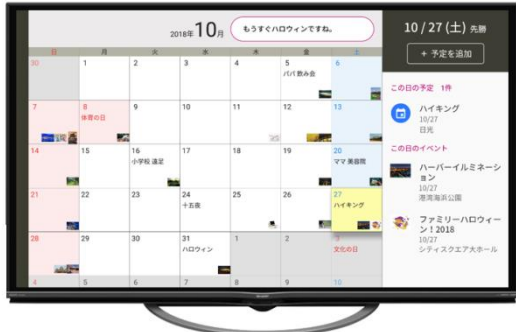 2018年10月
もうすぐハロウィンですね。
日 月 火 水 木 金 土
30 1 2 3 4 5 6
パパ 飲み会
7 8 9 10 11 12 13
体育の日
14 15 16 17 18 19 20
小学校 遠足
ママ 美容院
21 22 23 24 25 26 27
十五夜
ハイキング
28 29 30 31 1 2 3
ハロウィン
文化の日
4 5 6 7 8 9 10
10 / 27 (土) 先勝
+ 予定を追加
この日の予定 1件
ハイキング
10/27
日光
この日のイベント
ハーバーイルミネーシ
ョン
10/27
港湾海浜公園
ファミリーハロウィー
ン！2018
10/27
シティスクエア大ホール
SHARP